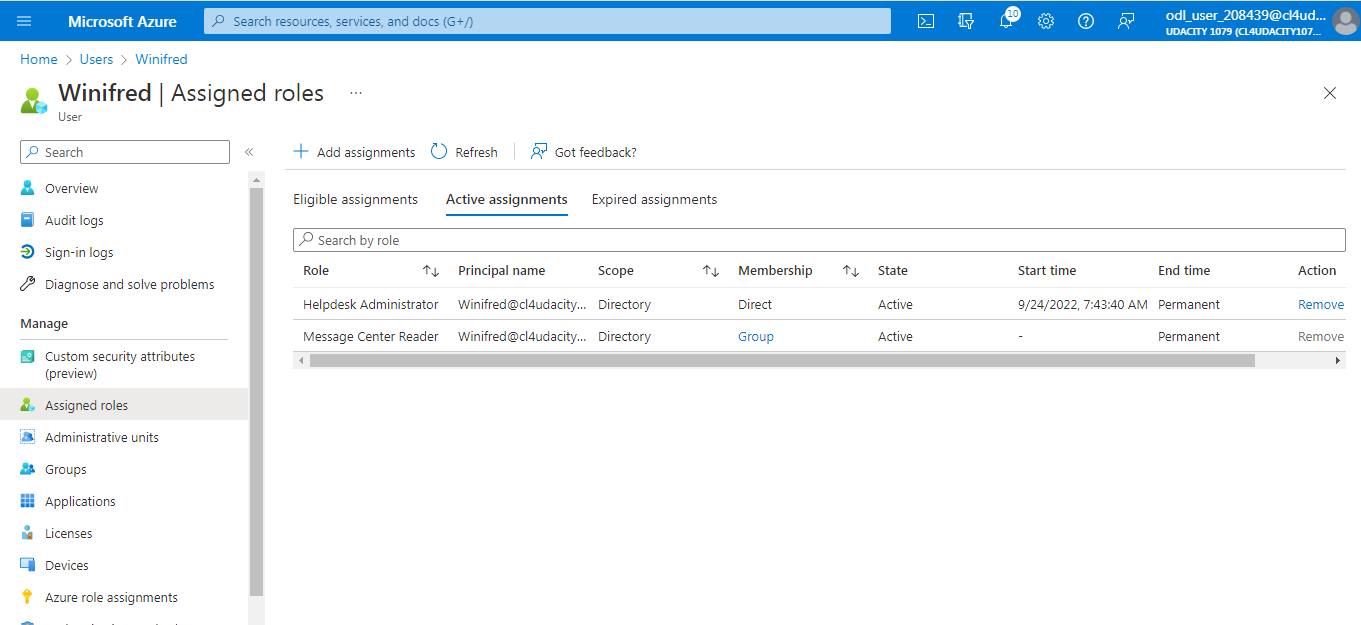 Microsoft Azure
Search resources, services, and docs (G+/)
10
odl_user_208439@cl4ud...
UDACITY 1079 (CL4UDACITY107...
Home > Users > Winifred
Winifred | Assigned roles ...
User
Search
«
Add assignments
Refresh
Got feedback?
Overview
Audit logs
Sign-in logs
Diagnose and solve problems
Manage
Custom security attributes
(preview)
Assigned roles
Administrative units
Groups
Applications
Licenses
Devices
Azure role assignments
Eligible assignments Active assignments Expired assignments
Search by role
Role Principal name Scope Membership State Start time End time Action
Helpdesk Administrator Winifred@cl4udacity... Directory Direct Active 9/24/2022, 7:43:40 AM Permanent Remove
Message Center Reader Winifred@cl4udacity... Directory Group Active - Permanent Remove